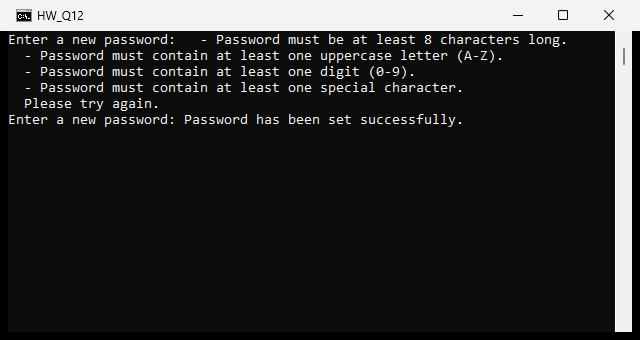 HW_Q12
Enter a new password:   - Password must be at least 8 characters long.
  - Password must contain at least one uppercase letter (A-Z).
  - Password must contain at least one digit (0-9).
  - Password must contain at least one special character.
  Please try again.
Enter a new password: Password has been set successfully.